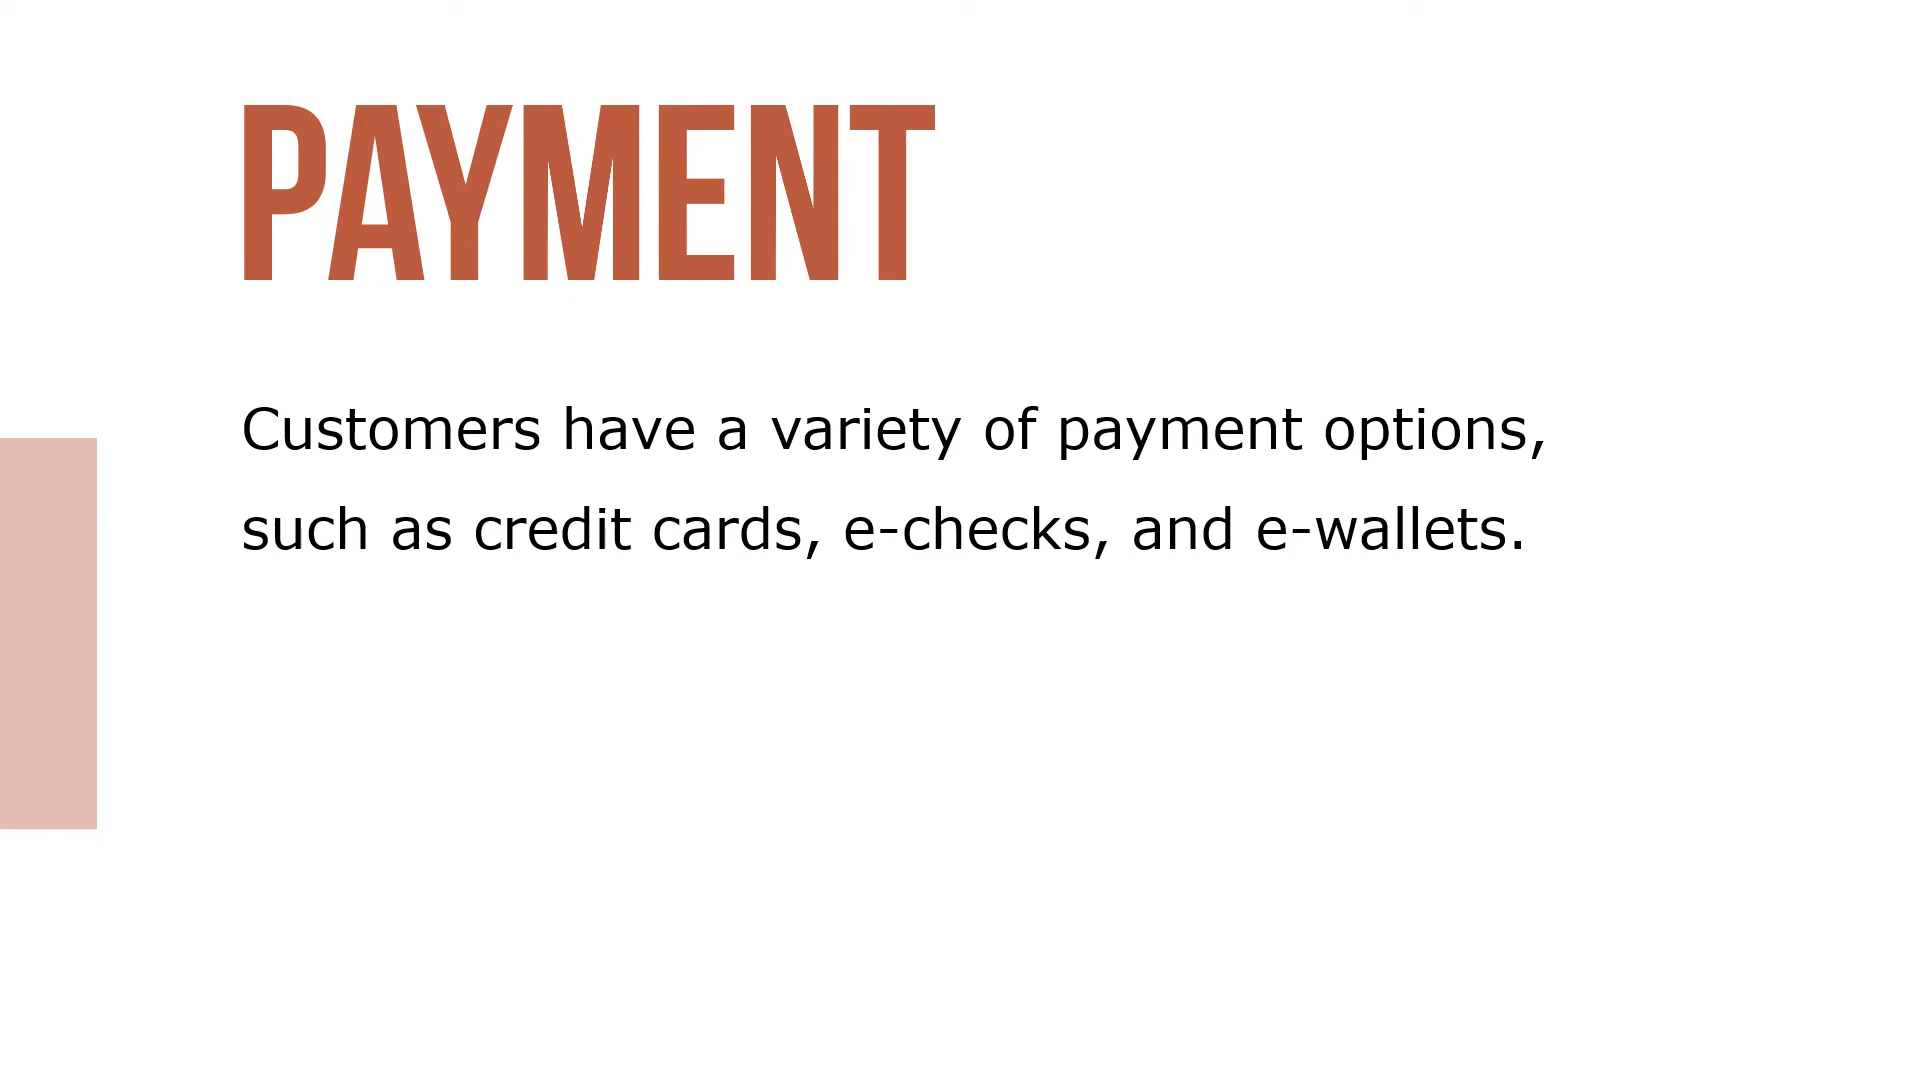 PAYMENT
Customers have a variety of payment options,
such as credit cards, e-checks, and e-wallets.